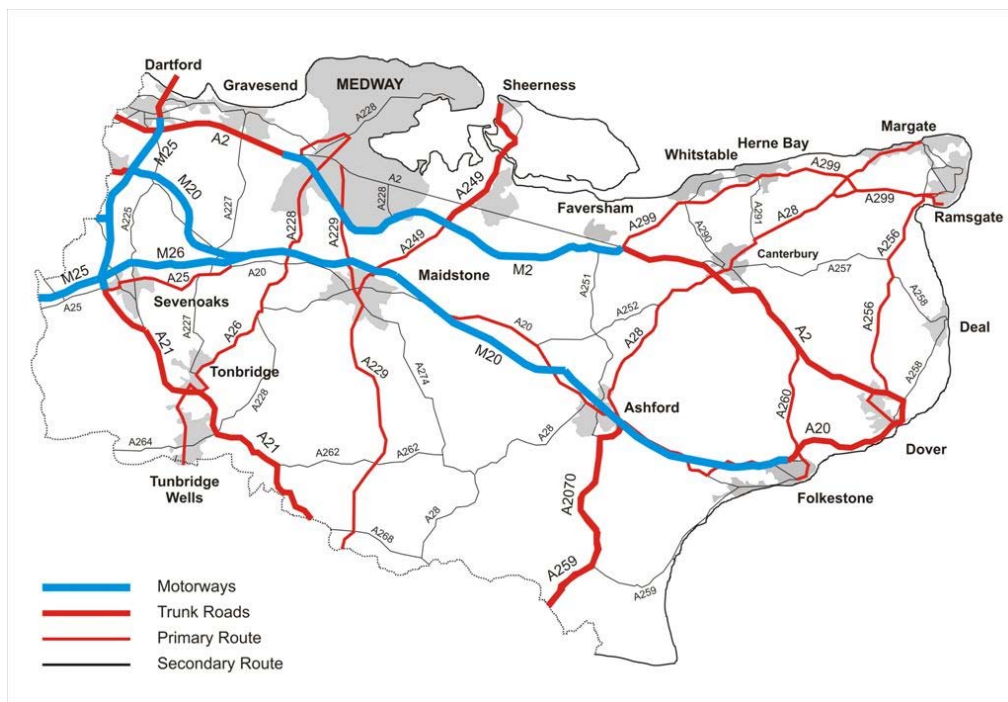 Dartford
Gravesend
MEDWAY
Sheerness
Margate
Herne Bay
Whitstable
Ramsgate
A228
A2
M25
A2
A299
A299
M20
A249
A228
A291
A28
Faversham
A299
A225
A227
A228
A229
A249
A290
A256
Canterbury
M26
M2
A257
M25
A25
A20
Maidstone
A251
A25
Sevenoaks
A252
A258
A227
A26
A20
A28
A2
A256
Deal
A21
M20
Tonbridge
A229
A274
A258
A228
Ashford
A260
A20
A264
A21
A28
Dover
A262
A262
Tunbridge
Wells
A2070
Folkestone
A28
A268
A259
A259
Motorways
Trunk Roads
Primary Route
Secondary Route